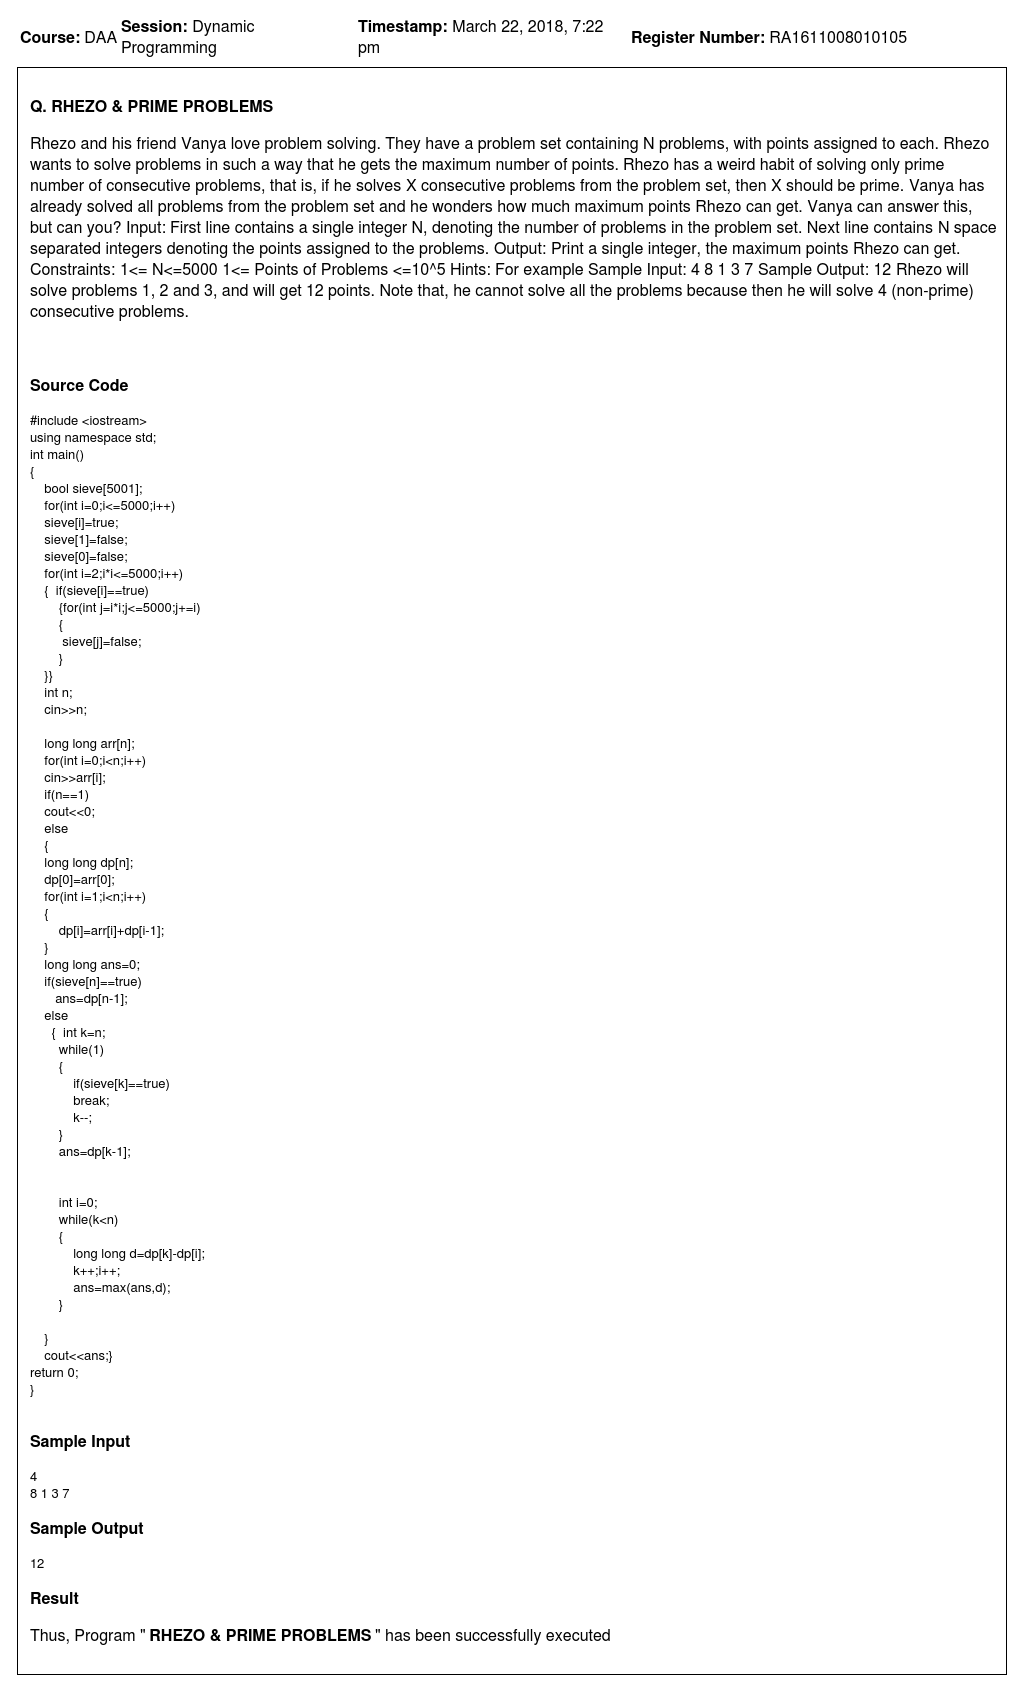 Course: DAA Session: Dynamic Programming Timestamp: March 22, 2018, 7:22 pm Register Number: RA1611008010105
Q. RHEZO & PRIME PROBLEMS
Rhezo and his friend Vanya love problem solving. They have a problem set containing N problems, with points assigned to each. Rhezo
wants to solve problems in such a way that he gets the maximum number of points. Rhezo has a weird habit of solving only prime
number of consecutive problems, that is, if he solves X consecutive problems from the problem set, then X should be prime. Vanya has
already solved all problems from the problem set and he wonders how much maximum points Rhezo can get. Vanya can answer this,
but can you? Input: First line contains a single integer N, denoting the number of problems in the problem set. Next line contains N space
separated integers denoting the points assigned to the problems. Output: Print a single integer, the maximum points Rhezo can get.
Constraints: 1<= N<=5000 1<= Points of Problems <=10^5 Hints: For example Sample Input: 4 8 1 3 7 Sample Output: 12 Rhezo will
solve problems 1, 2 and 3, and will get 12 points. Note that, he cannot solve all the problems because then he will solve 4 (non-prime)
consecutive problems.
Source Code
#include <iostream>
using namespace std;
int main()
{
bool sieve[5001];
for(int i=0;i<=5000;i++)
sieve[i]=true;
sieve[1]=false;
sieve[0]=false;
for(int i=2;i*i<=5000;i++)
{ if(sieve[i]==true)
{for(int j=i*i;j<=5000;j+=i)
{
sieve[j]=false;
}
}}
int n;
cin>>n;
long long arr[n];
for(int i=0;i<n;i++)
cin>>arr[i];
if(n==1)
cout<<0;
else
{
long long dp[n];
dp[0]=arr[0];
for(int i=1;i<n;i++)
{
dp[i]=arr[i]+dp[i-1];
}
long long ans=0;
if(sieve[n]==true)
ans=dp[n-1];
else
{ int k=n;
while(1)
{
if(sieve[k]==true)
break;
k--;
}
ans=dp[k-1];
int i=0;
while(k<n)
{
long long d=dp[k]-dp[i];
k++;i++;
ans=max(ans,d);
}
}
cout<<ans;}
return 0;
}
Sample Input
4
8 1 3 7
Sample Output
12
Result
Thus, Program " RHEZO & PRIME PROBLEMS " has been successfully executed